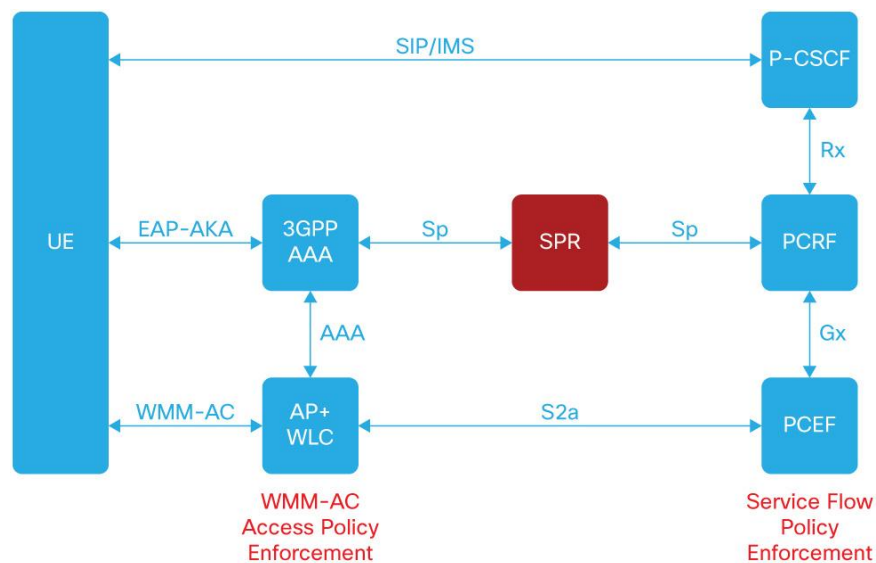 SIP/IMS
P-CSCF
Rx
UE
EAP-AKA
3GPP
AAA
Sp
SPR
Sp
PCRF
AAA
Gx
WMM-AC
AP+
WLC
S2a
PCEF
WMM-AC
Access Policy
Enforcement
Service Flow
Policy
Enforcement